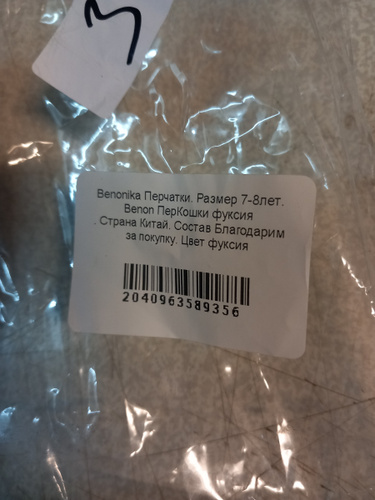 3
Benonika Перчатки. Размер 7-8лет.
Benon ПерКошки фуксия
. Страна Китай. Состав Благодарим
за покупку. Цвет фуксия
2040963589356